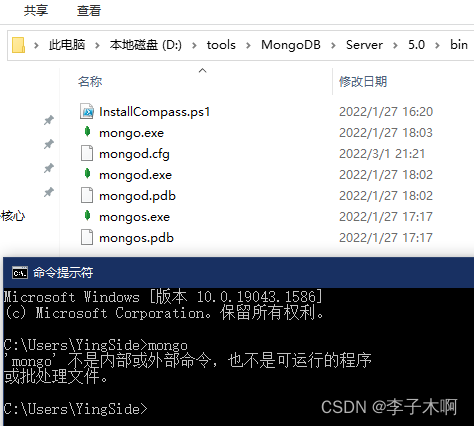 共享 查看
此电脑 > 本地磁盘 (D:) > tools > MongoDB > Server > 5.0 > bin
名称 修改日期
InstallCompass.ps1 2022/1/27 16:20
mongo.exe 2022/1/27 18:03
mongod.cfg 2022/3/1 21:21
mongod.exe 2022/1/27 18:02
mongod.pdb 2022/1/27 18:02
mongos.exe 2022/1/27 17:17
核心
mongos.pdb 2022/1/27 17:17
命令提示符
Microsoft Windows [版本 10.0.19043.1586]
(c) Microsoft Corporation。保留所有权利。
C:\Users\YingSide>mongo
'mongo' 不是内部或外部命令，也不是可运行的程序
或批处理文件。
C:\Users\YingSide>
CSDN @李子木啊